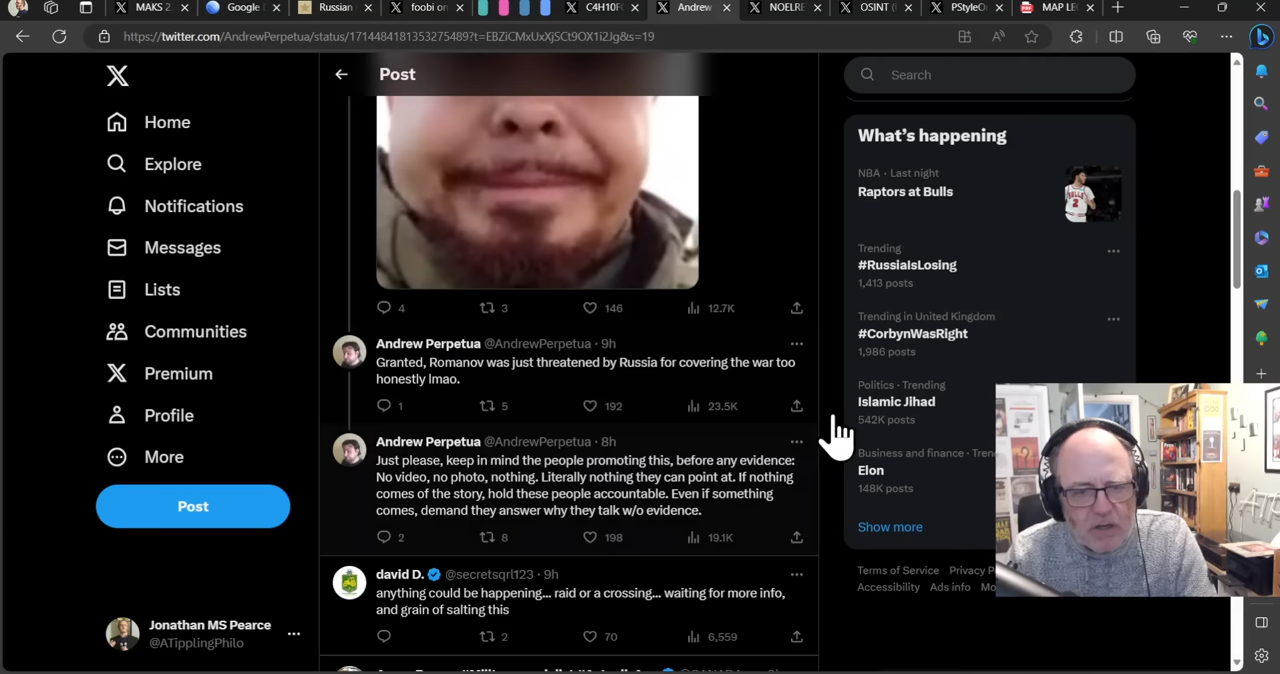 MAKS 2
Google
Russian
foobi on
C4H10FO
Andrew
NOELRE
OSINT (
PStyleO
MAP LE
https://twitter.com/AndrewPerpetua/status/1714484181353275489?t=EBZiCMxUxXjSCt9OX1i2Jg&s=19
Home
Explore
Notifications
Messages
Lists
Communities
Premium
Profile
More
Post
Jonathan MS Pearce
@ATipplingPhilo
Post
4 3 146 12.7K
Andrew Perpetua @AndrewPerpetua · 9h
Granted, Romanov was just threatened by Russia for covering the war too
honestly lmao.
1 5 192 23.5K
Andrew Perpetua @AndrewPerpetua · 8h
Just please, keep in mind the people promoting this, before any evidence:
No video, no photo, nothing. Literally nothing they can point at. If nothing
comes of the story, hold these people accountable. Even if something
comes, demand they answer why they talk w/o evidence.
2 8 198 19.1K
david D. @secretsqrl123 · 9h
anything could be happening... raid or a crossing... waiting for more info,
and grain of salting this
2 70 6,559
Search
What's happening
NBA · Last night
Raptors at Bulls
Trending
#RussiaIsLosing
1,413 posts
Trending in United Kingdom
#CorbynWasRight
1,986 posts
Politics · Trending
Islamic Jihad
542K posts
Business and finance · Tren
Elon
148K posts
Show more
Terms of Service Privacy P
Accessibility Ads info Mo